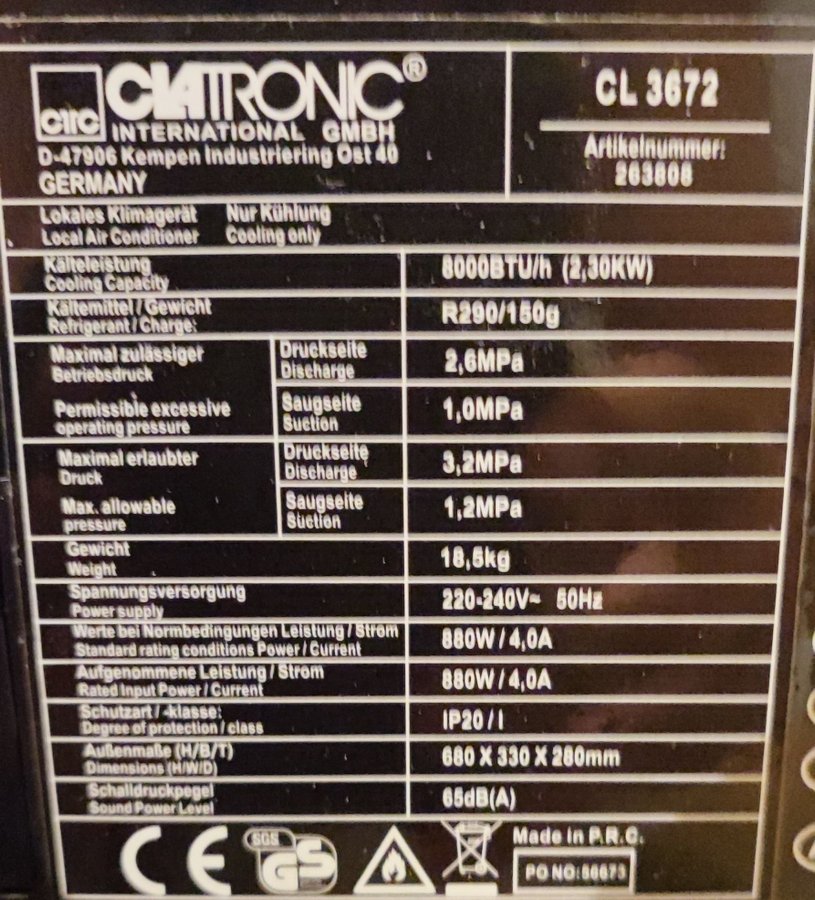 CTC CLATRONIC®
INTERNATIONAL GMBH
D-47906 Kempen Industriering Ost 40
GERMANY
CL 3672
Artikelnummer:
263808
Lokales Klimagerät Nur Kühlung
Local Air Conditioner Cooling only
Kälteleistung
Cooling Capacity
8000BTU/h (2,30KW)
Kältemittel / Gewicht
Refrigerant / Charge:
R290/150g
Maximal zulässiger
Betriebsdruck
Permissible excessive
operating pressure
Druckseite
Discharge
2,6MPa
Saugseite
Suction
1,0MPa
Maximal erlaubter
Druck
Max. allowable
pressure
Druckseite
Discharge
3,2MPa
Saugseite
Suction
1,2MPa
Gewicht
Weight
18,5kg
Spannungsversorgung
Power supply
220-240V~ 50Hz
Werte bei Normbedingungen Leistung / Strom
Standard rating conditions Power / Current
880W / 4,0A
Aufgenommene Leistung / Strom
Rated Input Power / Current
880W / 4,0A
Schutzart / -klasse:
Degree of protection / class
IP20 / I
Außenmaße (H/B/T)
Dimensions (H/W/D)
680 X 330 X 280mm
Schalldruckpegel
Sound Power Level
65dB(A)
CE
SGS
GS
Made in P.R.C.
PO NO:56673